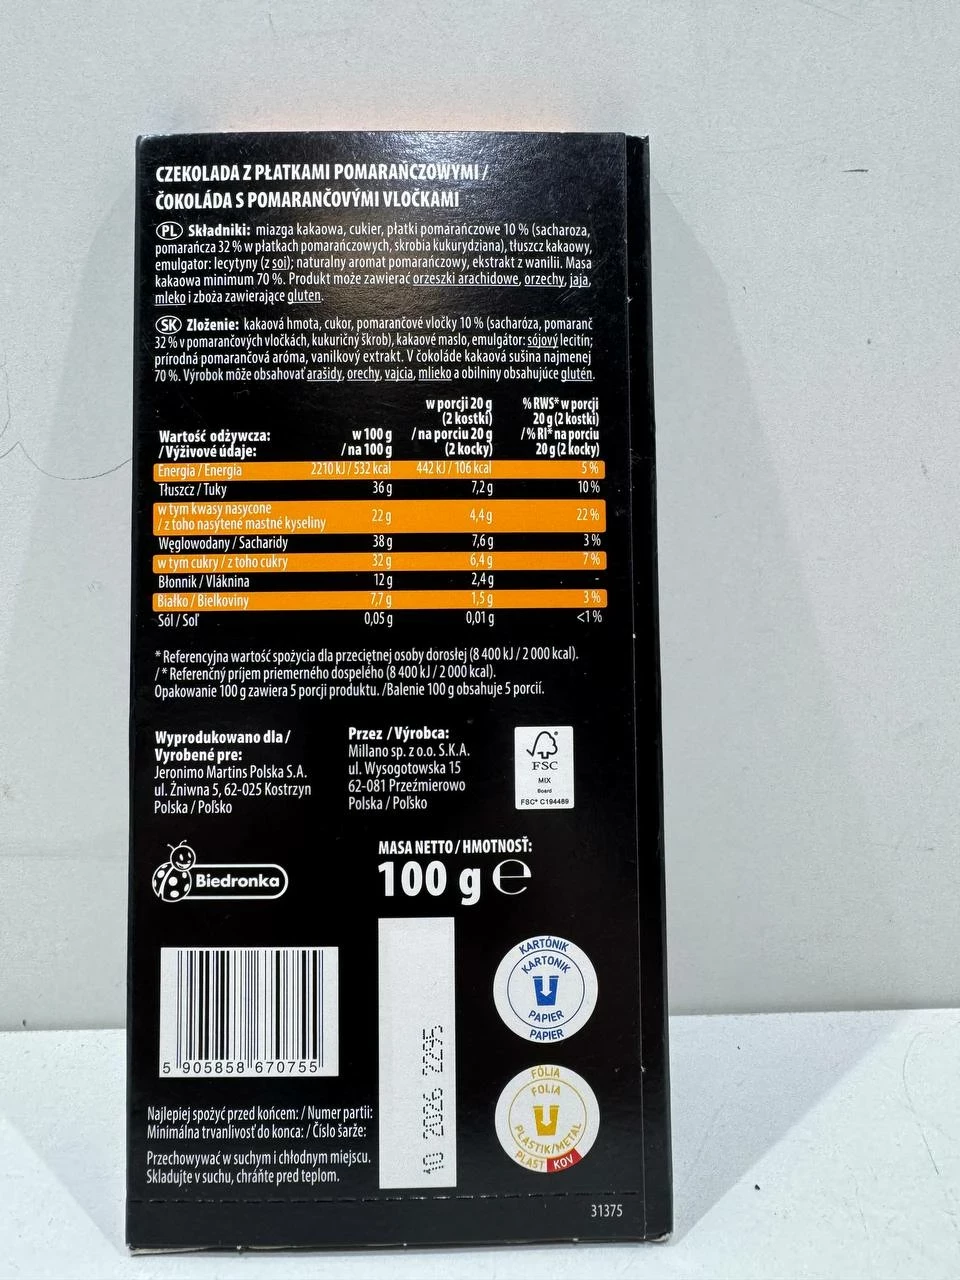 CZEKOLADA Z PŁATKAMI POMARAŃCZOWYMI /
ČOKOLÁDA S POMARANČOVÝMI VLOČKAMI
PL Składniki: miazga kakaowa, cukier, płatki pomarańczowe 10 % (sacharoza,
pomarańcza 32 % w płatkach pomarańczowych, skrobia kukurydziana), tłuszcz kakaowy,
emulgator: lecytyny (z soi); naturalny aromat pomarańczowy, ekstrakt z wanilii. Masa
kakaowa minimum 70 %. Produkt może zawierać orzeszki arachidowe, orzechy, jaja,
mleko i zboża zawierające gluten.
SK Zloženie: kakaová hmota, cukor, pomarančové vločky 10 % (sacharóza, pomaranč
32 % v pomarančových vločkách, kukuričný škrob), kakaové maslo, emulgátor: sójový lecitín;
prírodná pomarančová aróma, vanilkový extrakt. V čokoláde kakaová sušina najmenej
70 %. Výrobok môže obsahovať arašidy, orechy, vajcia, mlieko a obilniny obsahujúce glutén.
Wartość odżywcza: /Výživové údaje: w 100 g / na 100 g w porcji 20 g (2 kostki) / na porciu 20 g (2 kocky) % RWS* w porcji 20 g (2 kostki) / % RI* na porciu 20 g (2 kocky)
Energia / Energia 2210 kJ / 532 kcal 442 kJ / 106 kcal 5 %
Tłuszcz / Tuky 36 g 7,2 g 10 %
w tym kwasy nasycone
/ z toho nasýtené mastné kyseliny 22 g 4,4 g 22 %
Węglowodany / Sacharidy 38 g 7,6 g 3 %
w tym cukry / z toho cukry 32 g 6,4 g 7 %
Błonnik / Vláknina 12 g 2,4 g -
Białko / Bielkoviny 7,7 g 1,5 g 3 %
Sól / Soľ 0,05 g 0,01 g <1 %
* Referencyjna wartość spożycia dla przeciętnej osoby dorosłej (8 400 kJ / 2 000 kcal).
/ * Referenčný príjem priemerného dospelého (8 400 kJ / 2 000 kcal).
Opakowanie 100 g zawiera 5 porcji produktu. /Balenie 100 g obsahuje 5 porcií.
Wyprodukowano dla /
Vyrobené pre:
Jeronimo Martins Polska S.A.
ul. Żniwna 5, 62-025 Kostrzyn
Polska / Poľsko
Przez / Výrobca:
Millano sp. z o.o. S.K.A.
ul. Wysogotowska 15
62-081 Przeźmierowo
Polska / Poľsko
FSC
MIX
Board
FSC® C194489
Biedronka
MASA NETTO / HMOTNOSŤ:
100 g ℮
5 905858 670755
10 2026 2295
KARTÓNIK
KARTONIK
PAPIER
PAPIER
FÓLIA
FOLIA
PLASTIK/METAL
PLAST KOV
Najlepiej spożyć przed końcem: / Numer partii:
Minimálna trvanlivosť do konca: / Číslo šarže:
Przechowywać w suchym i chłodnym miejscu.
Skladujte v suchu, chráňte pred teplom.
31375